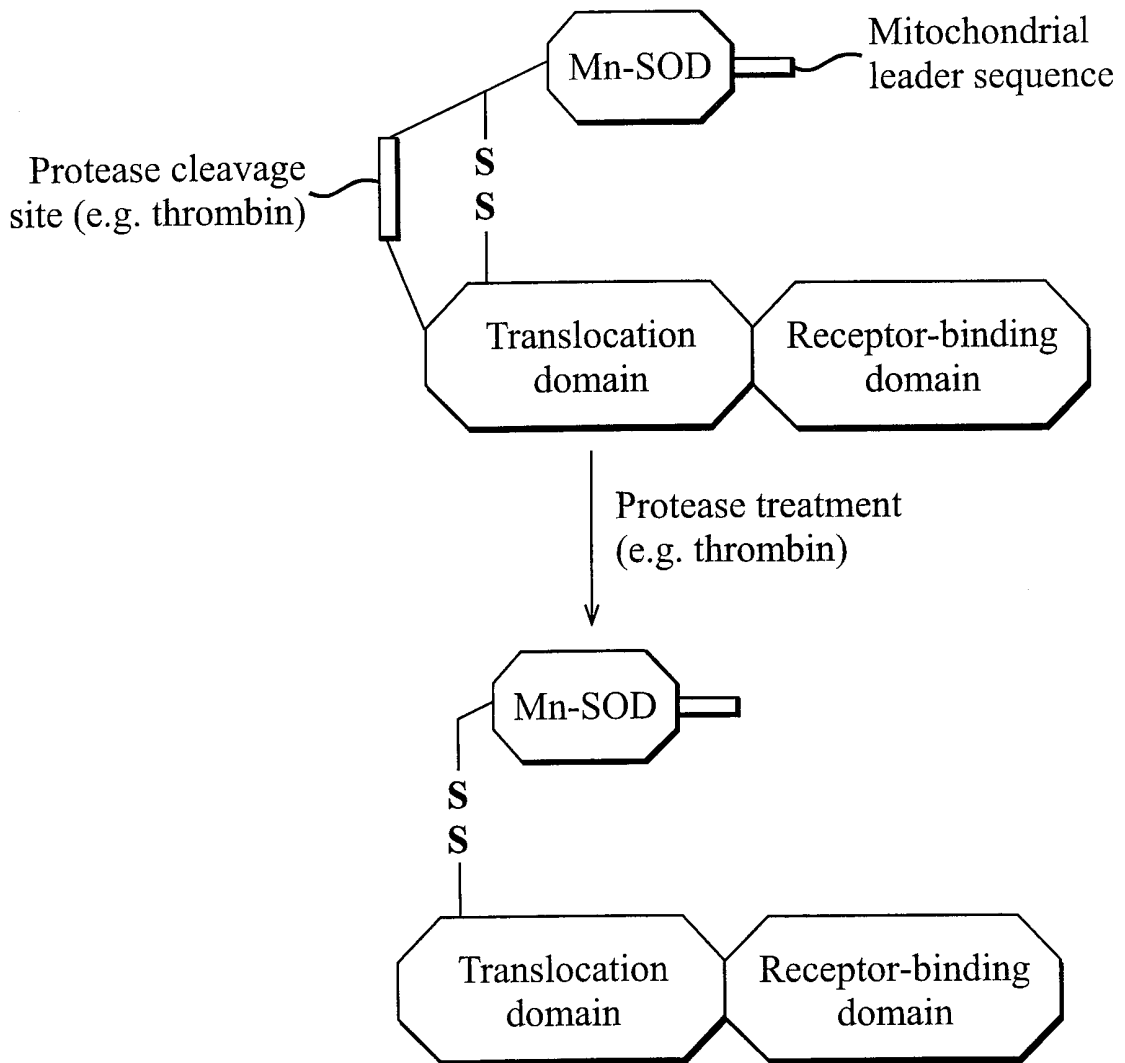 Mn-SOD
Mitochondrial
leader sequence
Protease cleavage
site (e.g. thrombin)
S
S
Translocation
domain
Receptor-binding
domain
Protease treatment
(e.g. thrombin)
Mn-SOD
S
S
Translocation
domain
Receptor-binding
domain